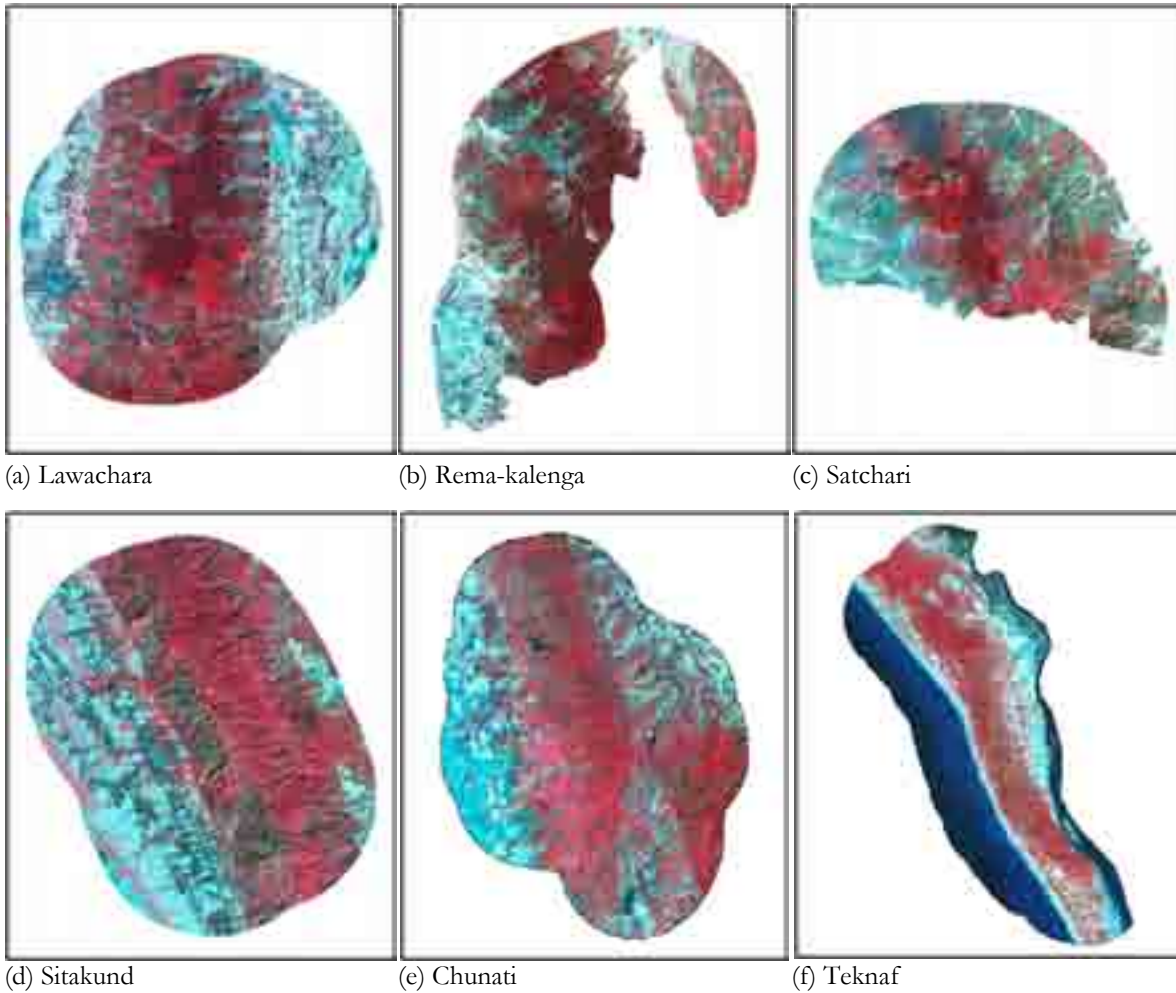 (a) Lawachara
(b) Rema-kalenga
(c) Satchari
(d) Sitakund
(e) Chunati
(f) Teknaf